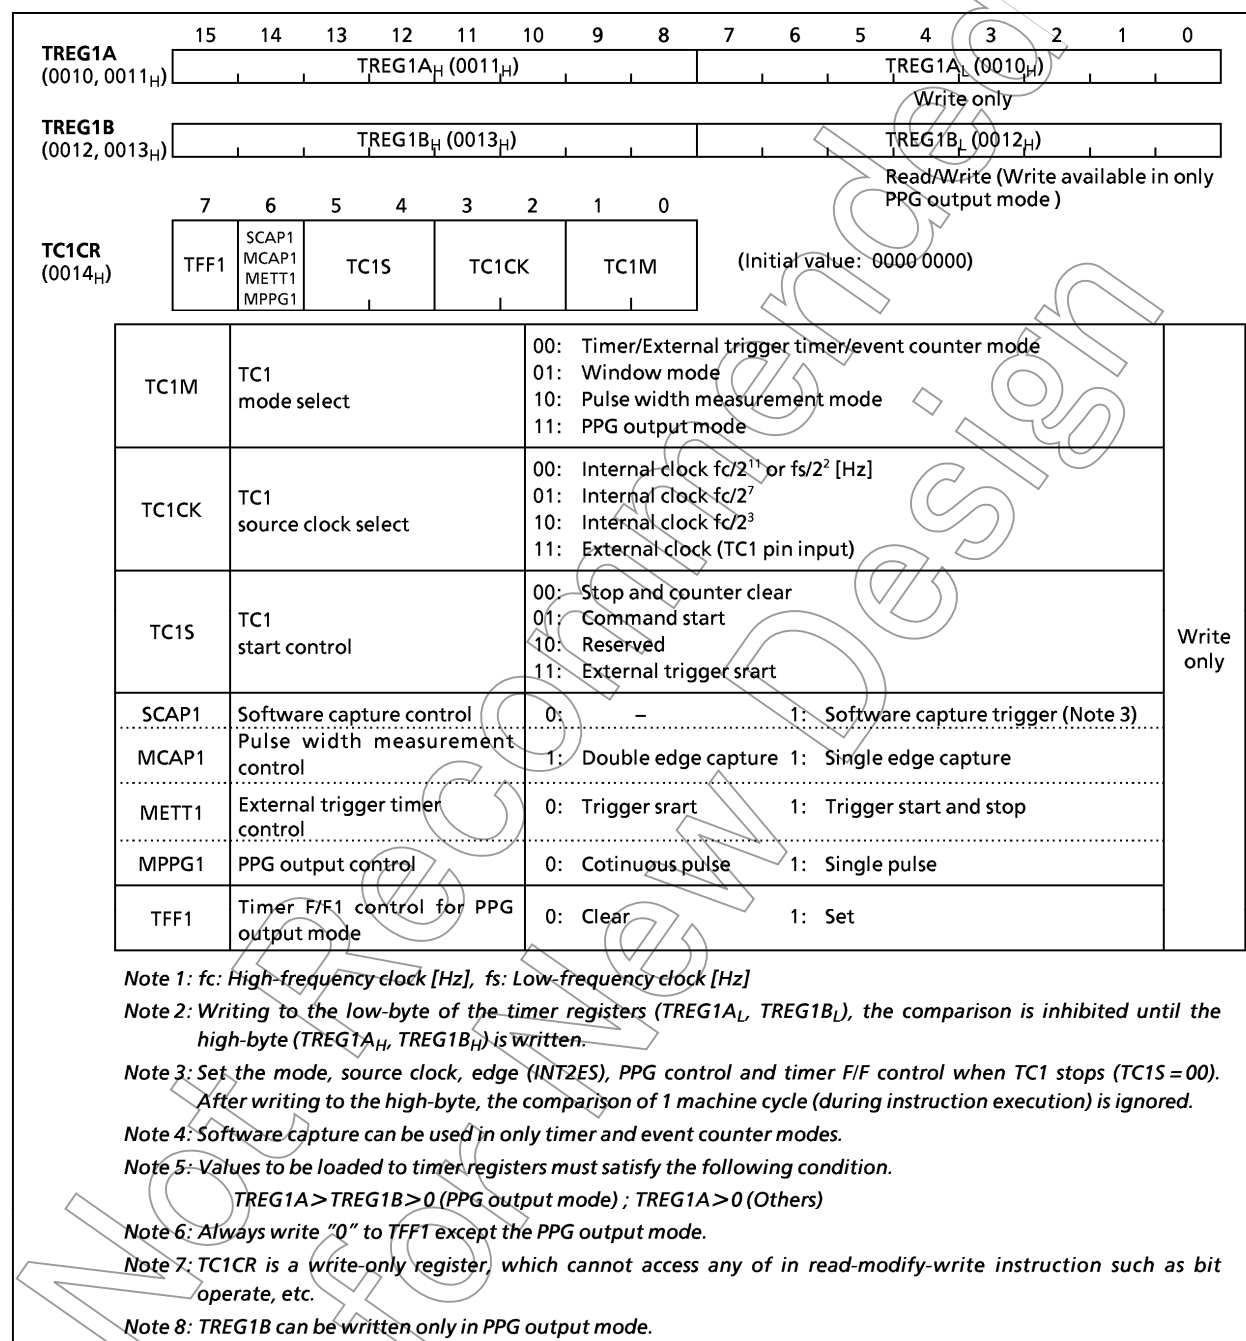 15 14 13 12 11 10 9 8 7 6 5 4 3 2 1 0
TREG1A
(0010, 0011H)
TREG1AH (0011H) TREG1AL (0010H)
Write only
TREG1B
(0012, 0013H)
TREG1BH (0013H) TREG1BL (0012H)
Read/Write (Write available in only
PPG output mode )
7 6 5 4 3 2 1 0
TC1CR
(0014H)
TFF1
SCAP1
MCAP1
METT1
MPPG1
TC1S TC1CK TC1M
(Initial value: 0000 0000)
TC1M
TC1
mode select
00: Timer/External trigger timer/event counter mode
01: Window mode
10: Pulse width measurement mode
11: PPG output mode
TC1CK
TC1
source clock select
00: Internal clock fc/2¹¹ or fs/2² [Hz]
01: Internal clock fc/2⁷
10: Internal clock fc/2³
11: External clock (TC1 pin input)
TC1S
TC1
start control
00: Stop and counter clear
01: Command start
10: Reserved
11: External trigger srart
Write
only
SCAP1 Software capture control 0: – 1: Software capture trigger (Note 3)
MCAP1
Pulse width measurement
control
1: Double edge capture 1: Single edge capture
METT1
External trigger timer
control
0: Trigger srart 1: Trigger start and stop
MPPG1 PPG output control 0: Cotinuous pulse 1: Single pulse
TFF1
Timer F/F1 control for PPG
output mode
0: Clear 1: Set
Note 1: fc: High-frequency clock [Hz], fs: Low-frequency clock [Hz]
Note 2: Writing to the low-byte of the timer registers (TREG1AL, TREG1BL), the comparison is inhibited until the
high-byte (TREG1AH, TREG1BH) is written.
Note 3: Set the mode, source clock, edge (INT2ES), PPG control and timer F/F control when TC1 stops (TC1S = 00).
After writing to the high-byte, the comparison of 1 machine cycle (during instruction execution) is ignored.
Note 4: Software capture can be used in only timer and event counter modes.
Note 5: Values to be loaded to timer registers must satisfy the following condition.
TREG1A > TREG1B > 0 (PPG output mode) ; TREG1A > 0 (Others)
Note 6: Always write "0" to TFF1 except the PPG output mode.
Note 7: TC1CR is a write-only register, which cannot access any of in read-modify-write instruction such as bit
operate, etc.
Note 8: TREG1B can be written only in PPG output mode.
Not Recommended
for New Design